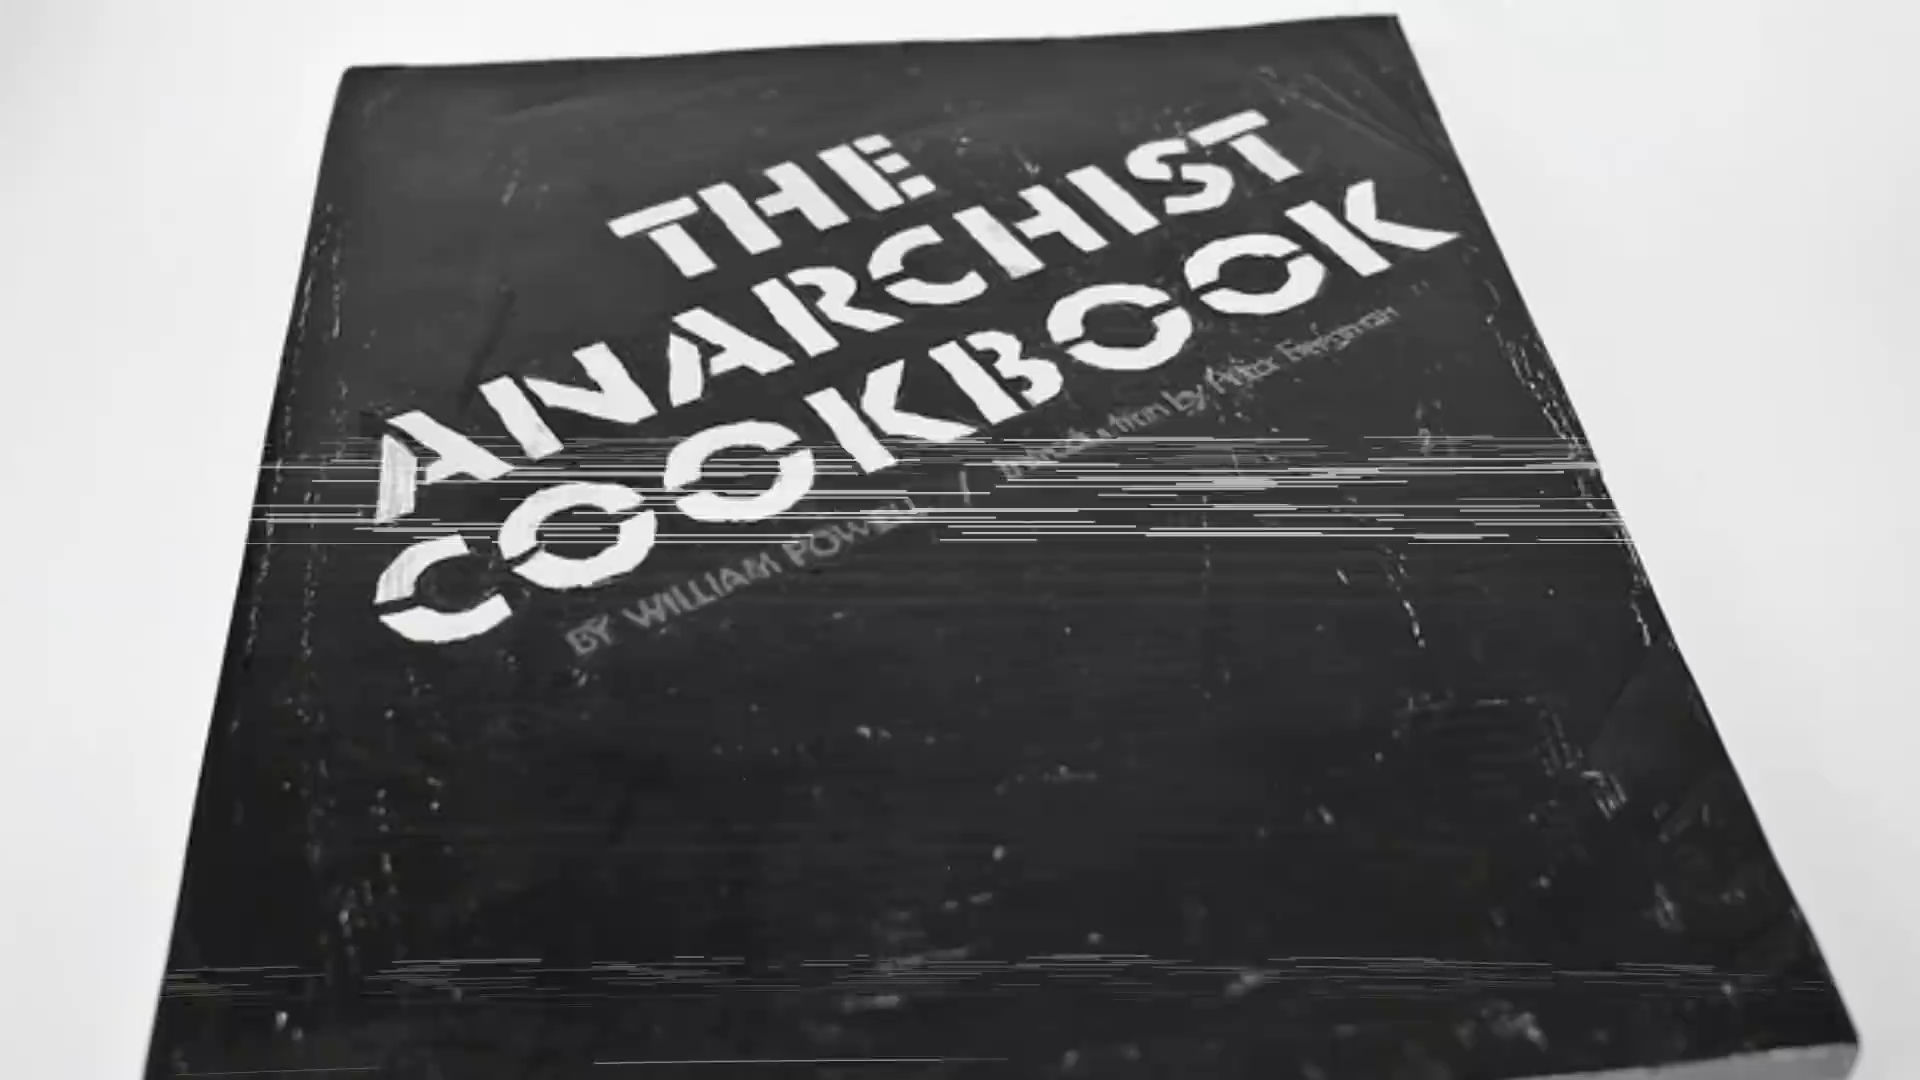 THE
ANARCHIST
COOKBOOK
BY WILLIAM POWELL / Introduction by